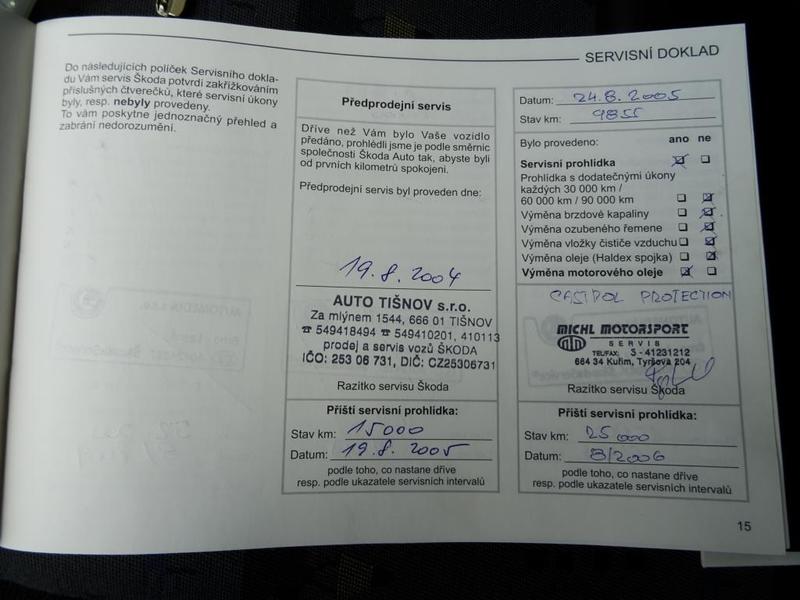 SERVISNÍ DOKLAD
Do následujících políček Servisního dokla-
du Vám servis Škoda potvrdí zakřížkováním
příslušných čtverečků, které servisní úkony
byly, resp. nebyly provedeny.
To vám poskytne jednoznačný přehled a
zabrání nedorozumění.
Předprodejní servis
Dříve než Vám bylo Vaše vozidlo
předáno, prohlédli jsme je podle směrnic
společnosti Škoda Auto tak, abyste byli
od prvních kilometrů spokojeni.
Předprodejní servis byl proveden dne:
19.8.2004
AUTO TIŠNOV s.r.o.
Za mlýnem 1544, 666 01 TIŠNOV
☎ 549418494 ☎ 549410201, 410113
prodej a servis vozů ŠKODA
IČO: 253 06 731, DIČ: CZ25306731
Razítko servisu Škoda
Příští servisní prohlídka:
Stav km: 15000
Datum: 19.8.2005
podle toho, co nastane dříve
resp. podle ukazatele servisních intervalů
Datum: 24.8.2005
Stav km: 9855
Bylo provedeno: ano ne
Servisní prohlídka
Prohlídka s dodatečnými úkony
každých 30 000 km /
60 000 km / 90 000 km
Výměna brzdové kapaliny
Výměna ozubeného řemene
Výměna vložky čističe vzduchu
Výměna oleje (Haldex spojka)
Výměna motorového oleje
CASTROL PROTECTION
MICHL MOTORSPORT
SERVIS
TEL/FAX: 5 - 41231212
664 34 Kuřim, Tyršova 204
Razítko servisu Škoda
Příští servisní prohlídka:
Stav km: 25000
Datum: 8/2006
podle toho, co nastane dříve
resp. podle ukazatele servisních intervalů
15